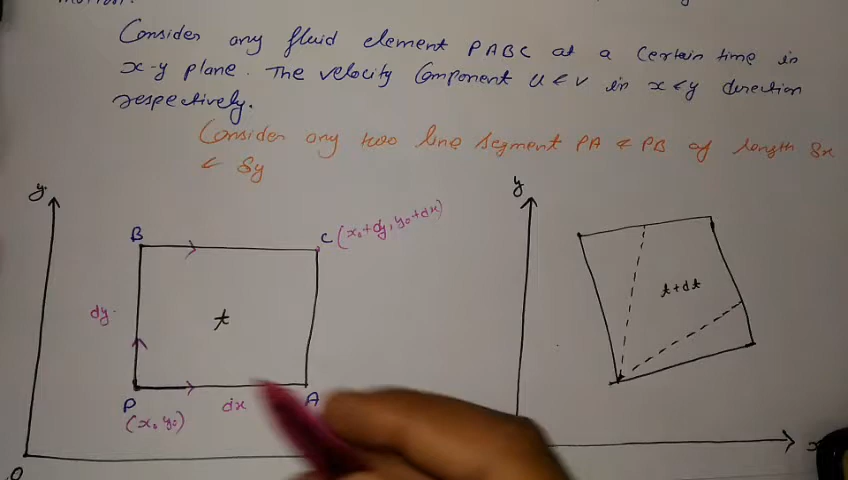 motion.
Consider any fluid element PABC at a certain time in
x-y plane. The velocity Component u & v in x & y direction
respectively.
Consider any two line segment PA & PB of length δx
& δy
y
y
B
C (x₀+dy, y₀+dx)
dy
t
t+dt
P
dx
A
(x₀ y₀)
x
O